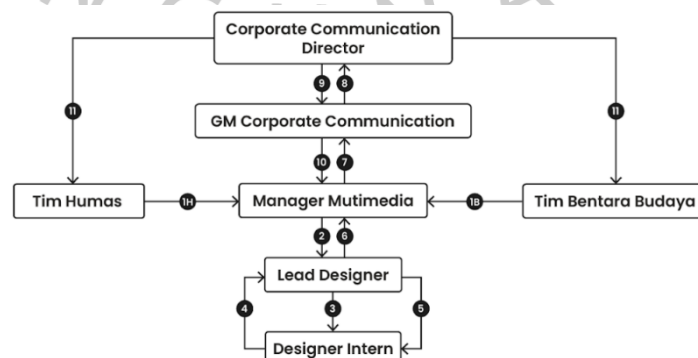 Corporate Communication
Director
9
8
11
11
GM Corporate Communication
10
7
Tim Humas
1H
Manager Mutimedia
1B
Tim Bentara Budaya
2
6
Lead Designer
4
3
5
Designer Intern